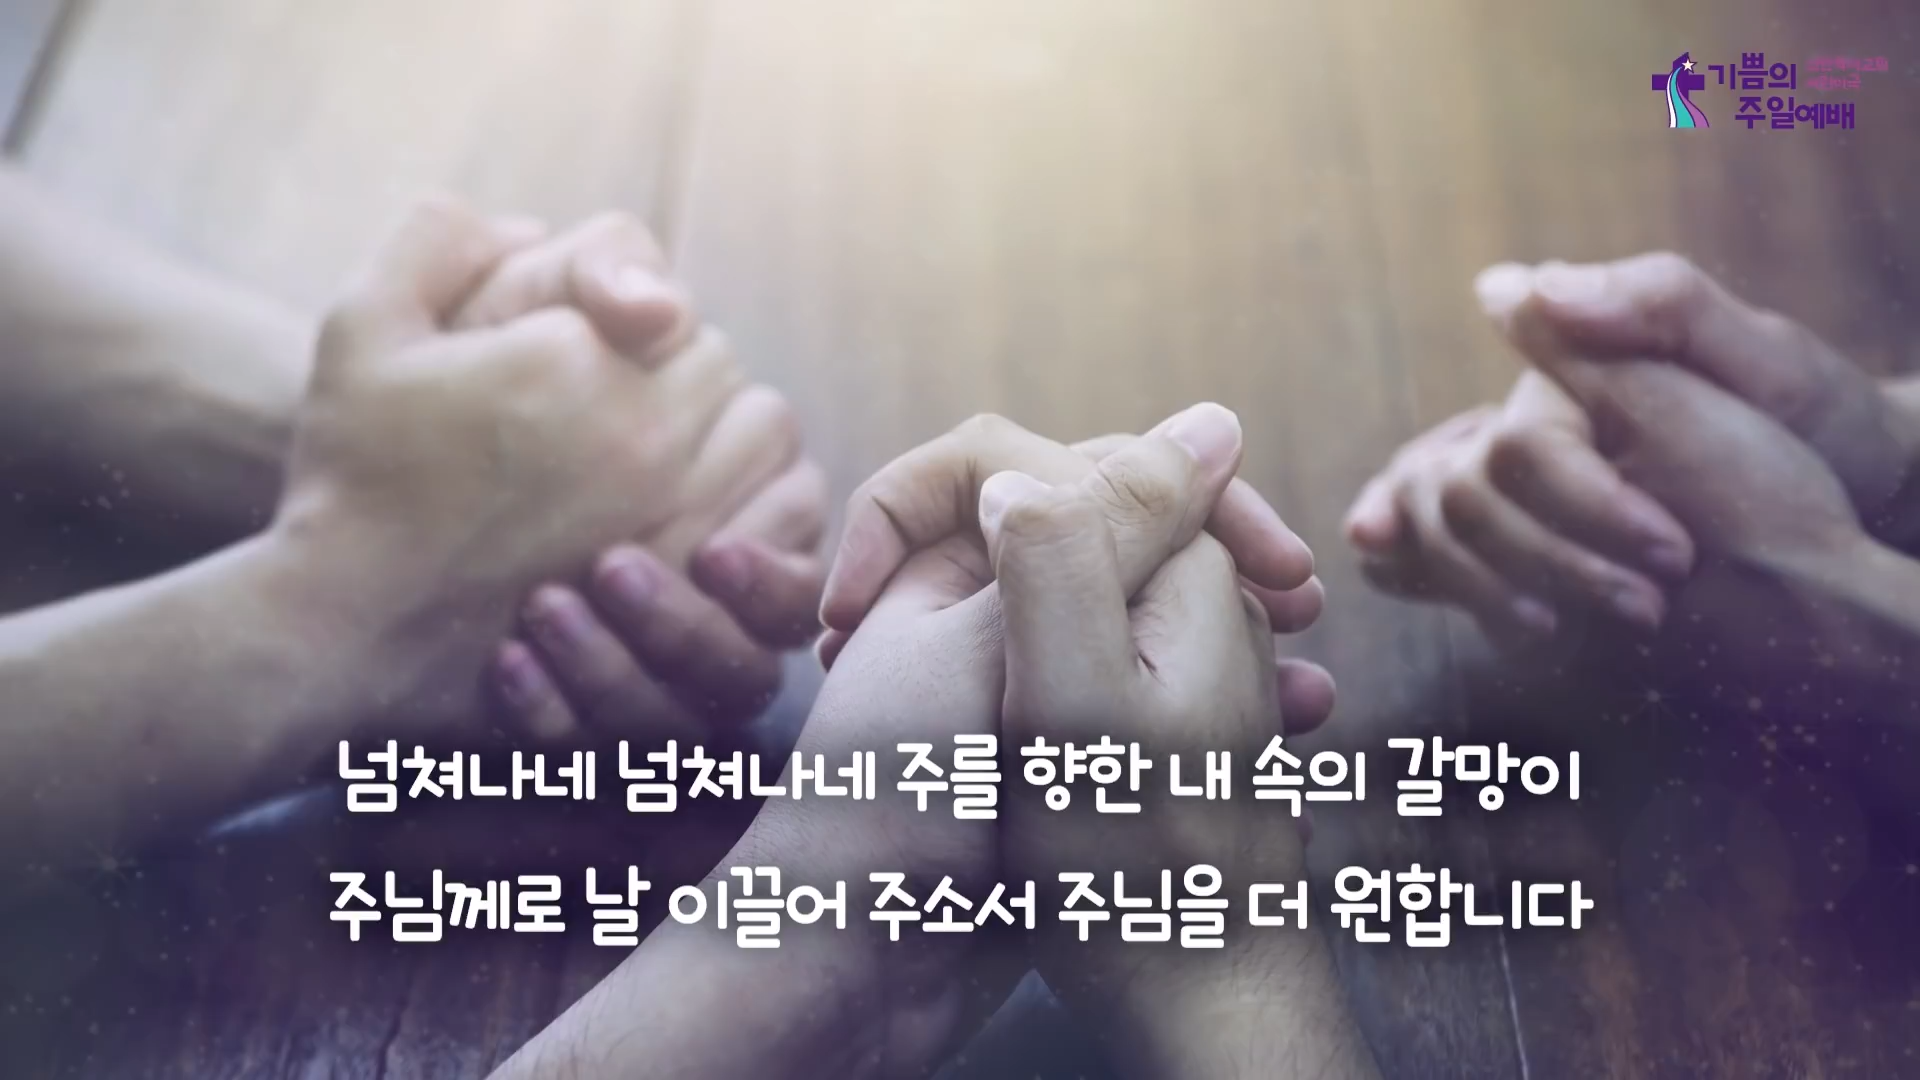 기쁨의
주일예배
넘쳐나네 넘쳐나네 주를 향한 내 속의 갈망이
주님께로 날 이끌어 주소서 주님을 더 원합니다